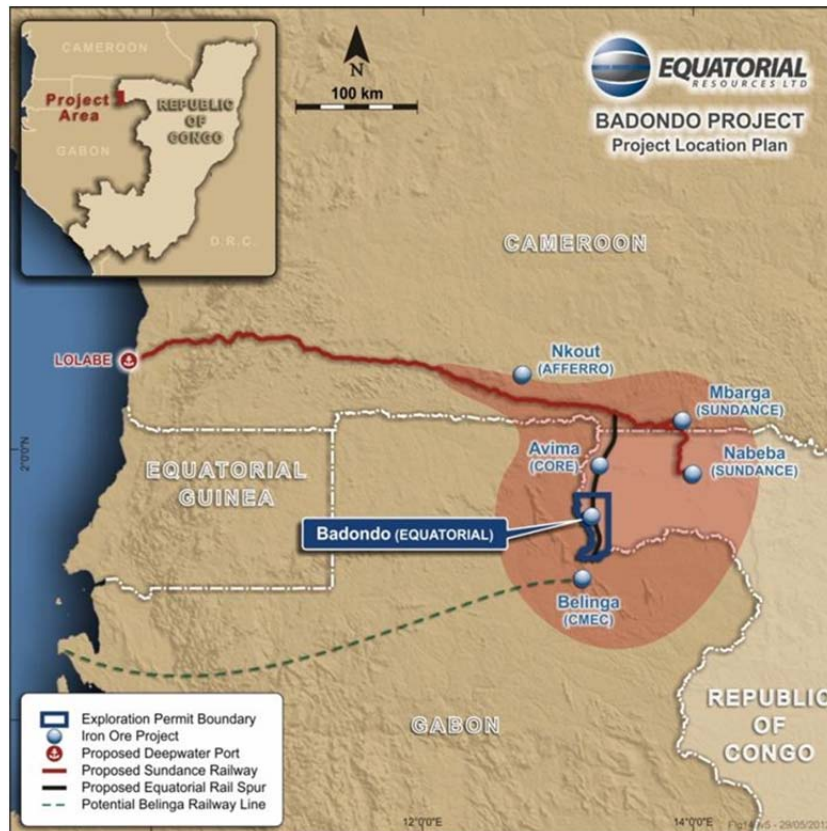 CAMEROON
Project
Area
REPUBLIC
OF
CONGO
GABON
D.R.C.
N
100 km
EQUATORIAL
RESOURCES LTD
BADONDO PROJECT
Project Location Plan
CAMEROON
LOLABE
Nkout
(AFFERRO)
Mbarga
(SUNDANCE)
Avima
(CORE)
Nabeba
(SUNDANCE)
2°0'0"N
EQUATORIAL
GUINEA
Badondo (EQUATORIAL)
Belinga
(CMEC)
GABON
REPUBLIC
OF
CONGO
Exploration Permit Boundary
Iron Ore Project
Proposed Deepwater Port
Proposed Sundance Railway
Proposed Equatorial Rail Spur
Potential Belinga Railway Line
12°0'0"E
14°0'0"E